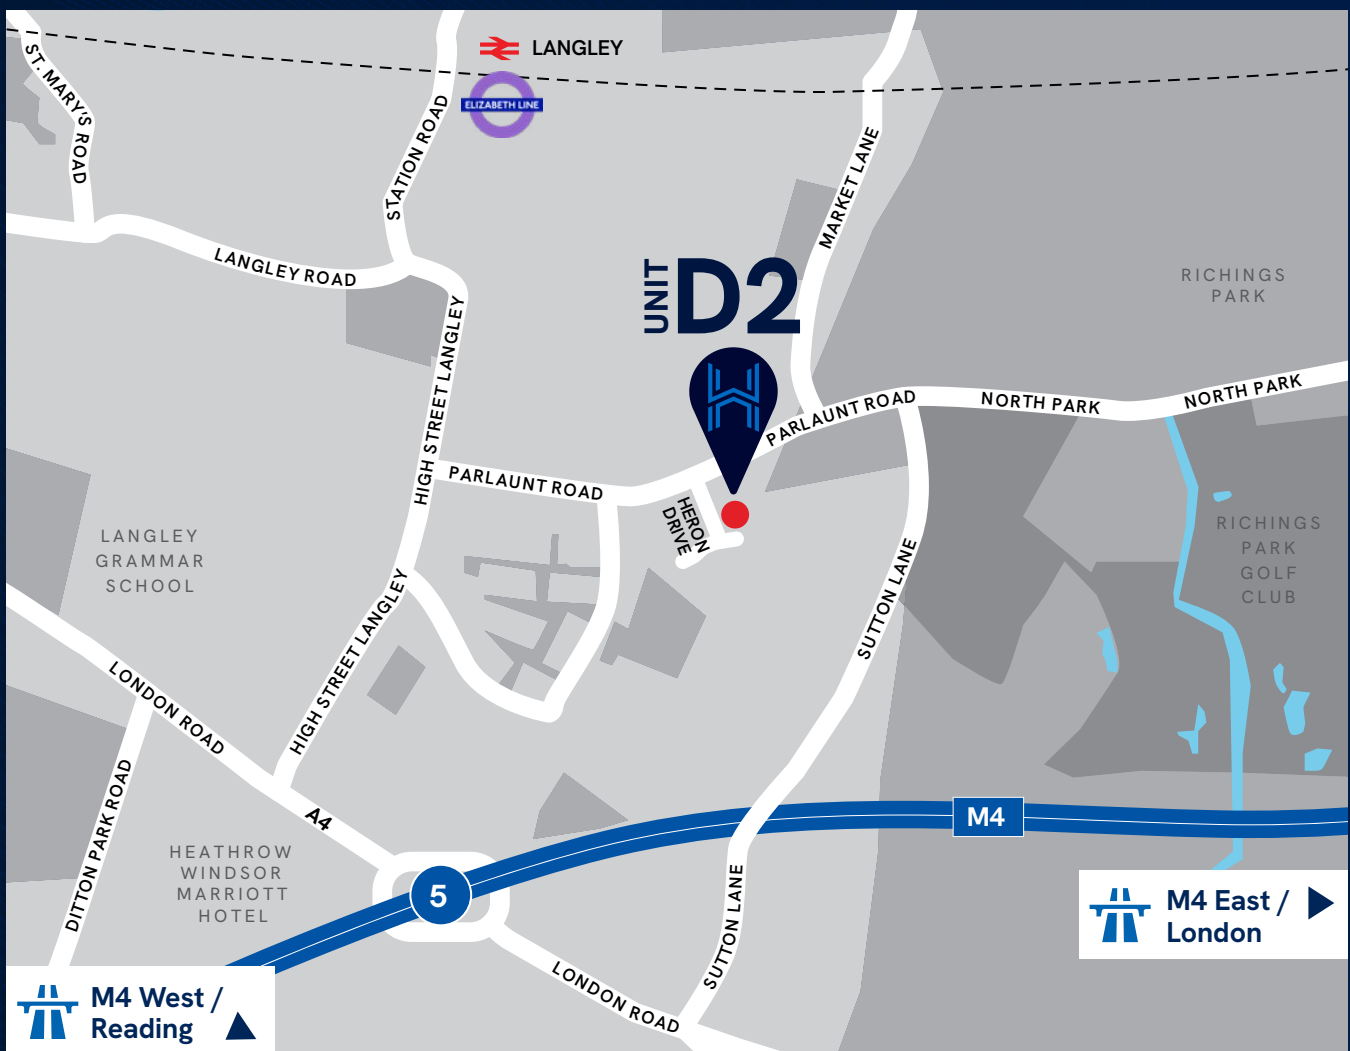 LANGLEY
ELIZABETH LINE
ST. MARY'S ROAD
STATION ROAD
MARKET LANE
LANGLEY ROAD
UNIT
D2
RICHINGS
PARK
HIGH STREET LANGLEY
PARLAUNT ROAD
NORTH PARK
NORTH PARK
PARLAUNT ROAD
HERON
DRIVE
LANGLEY
GRAMMAR
SCHOOL
RICHINGS
PARK
GOLF
CLUB
SUTTON LANE
HIGH STREET LANGLEY
LONDON ROAD
DITTON PARK ROAD
A4
M4
HEATHROW
WINDSOR
MARRIOTT
HOTEL
5
SUTTON LANE
M4 East /
London
LONDON ROAD
M4 West /
Reading